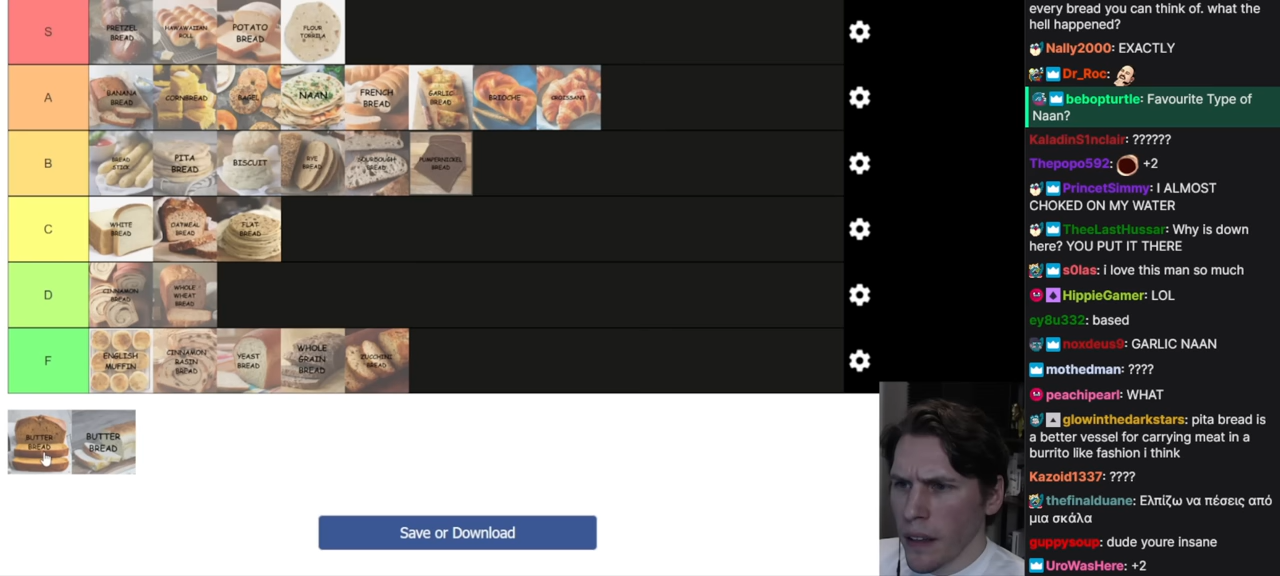 S
PRETZEL
BREAD
HAWAWAIIAN
ROLL
POTATO
BREAD
FLOUR
TORTILLA
A
BANANA
BREAD
CORNBREAD
BAGEL
NAAN
FRENCH
BREAD
GARLIC
BREAD
BRIOCHE
CROISSANT
B
BREAD
STICK
PITA
BREAD
BISCUIT
RYE
BREAD
SOURDOUGH
BREAD
PUMPERNICKEL
BREAD
C
WHITE
BREAD
OATMEAL
BREAD
FLAT
BREAD
D
CINNAMON
BREAD
WHOLE
WHEAT
BREAD
F
ENGLISH
MUFFIN
CINNAMON
RASIN
BREAD
YEAST
BREAD
WHOLE
GRAIN
BREAD
ZUCCHINI
BREAD
BUTTER
BREAD
BUTTER
BREAD
Save or Download
every bread you can think of. what the
hell happened?
Nally2000: EXACTLY
Dr_Roc:
bebopturtle: Favourite Type of
Naan?
KaladinS1nclair: ??????
Thepopo592: +2
PrincetSimmy: I ALMOST
CHOKED ON MY WATER
TheeLastHussar: Why is down
here? YOU PUT IT THERE
s0las: i love this man so much
HippieGamer: LOL
ey8u332: based
noxdeus9: GARLIC NAAN
mothedman: ????
peachipearl: WHAT
glowinthedarkstars: pita bread is
a better vessel for carrying meat in a
burrito like fashion i think
Kazoid1337: ????
thefinalduane: Ελπίζω να πέσεις από
μια σκάλα
guppysoup: dude youre insane
UroWasHere: +2